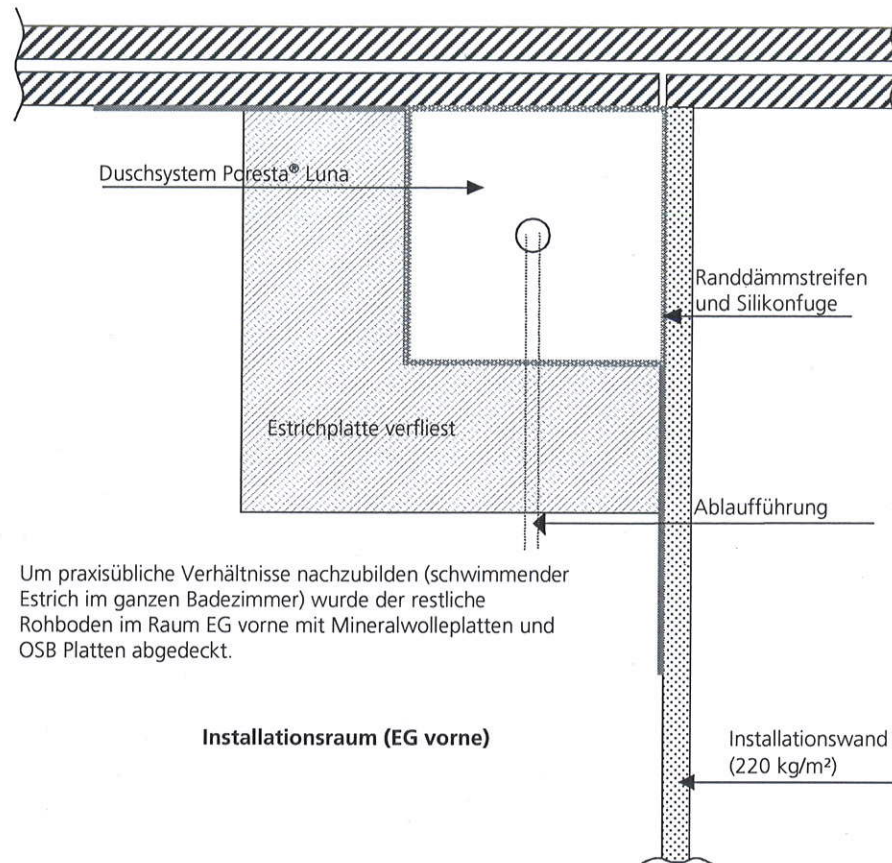 Duschsystem Poresta® Luna
Randdämmstreifen
und Silikonfuge
Estrichplatte verfliest
Ablaufführung
Um praxisübliche Verhältnisse nachzubilden (schwimmender
Estrich im ganzen Badezimmer) wurde der restliche
Rohboden im Raum EG vorne mit Mineralwolleplatten und
OSB Platten abgedeckt.
Installationsraum (EG vorne)
Installationswand
(220 kg/m²)